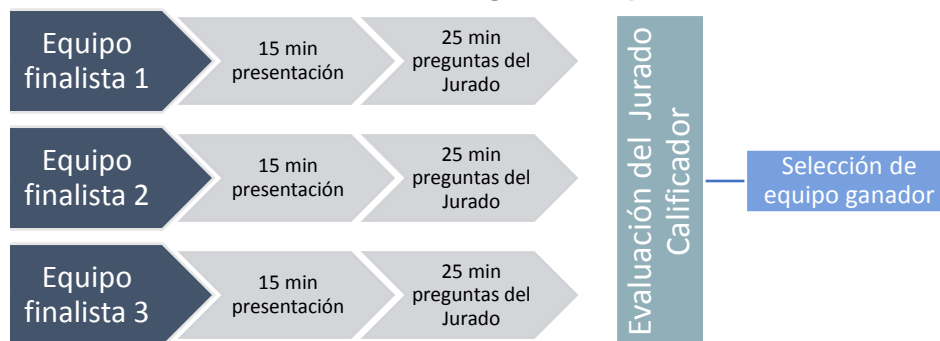 Equipo
finalista 1
15 min
presentación
25 min
preguntas del
Jurado
Equipo
finalista 2
15 min
presentación
25 min
preguntas del
Jurado
Equipo
finalista 3
15 min
presentación
25 min
preguntas del
Jurado
Evaluación del Jurado
Calificador
Selección de
equipo ganador